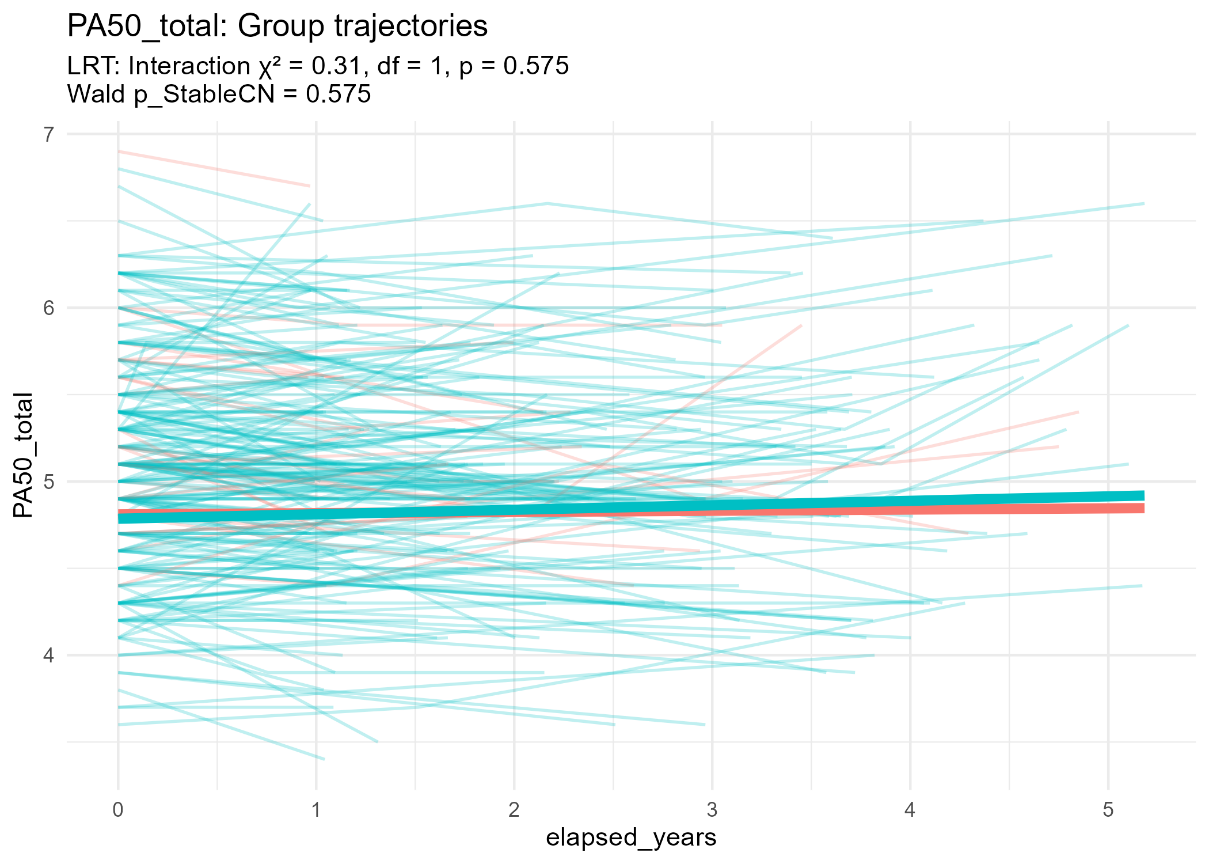 PA50_total: Group trajectories
LRT: Interaction χ² = 0.31, df = 1, p = 0.575
Wald p_StableCN = 0.575
7
6
5
4
PA50_total
0 1 2 3 4 5
elapsed_years